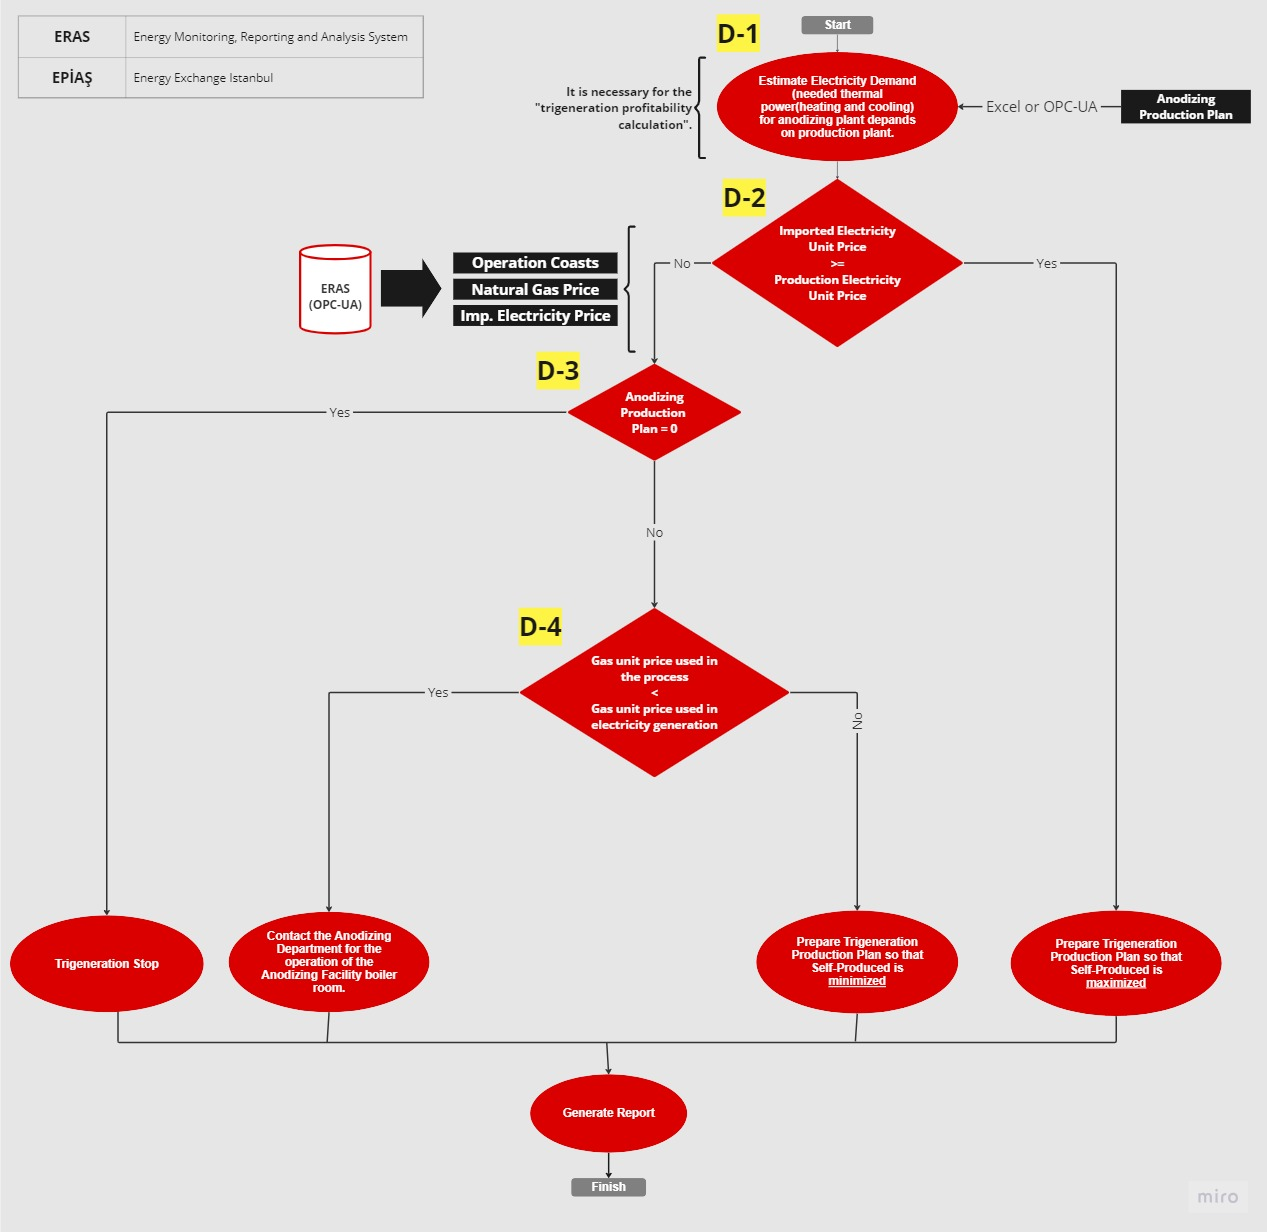 ERAS
Energy Monitoring, Reporting and Analysis System
EPİAŞ
Energy Exchange Istanbul
Start
D-1
It is necessary for the
"trigeneration profitability
calculation".
Estimate Electricity Demand
(needed thermal
power(heating and cooling)
for anodizing plant depends
on production plant.
Excel or OPC-UA
Anodizing
Production Plan
D-2
Imported Electricity
Unit Price
>=
Production Electricity
Unit Price
No
Yes
ERAS
(OPC-UA)
Operation Coasts
Natural Gas Price
Imp. Electricity Price
D-3
Anodizing
Production
Plan = 0
Yes
No
D-4
Gas unit price used in
the process
<
Gas unit price used in
electricity generation
Yes
No
Trigeneration Stop
Contact the Anodizing
Department for the
operation of the
Anodizing Facility boiler
room.
Prepare Trigeneration
Production Plan so that
Self-Produced is
minimized
Prepare Trigeneration
Production Plan so that
Self-Produced is
maximized
Generate Report
Finish
miro